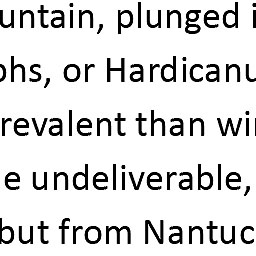 untain, plunged i
phs, or Hardicanu
revalent than wi
e undeliverable,
but from Nantuc